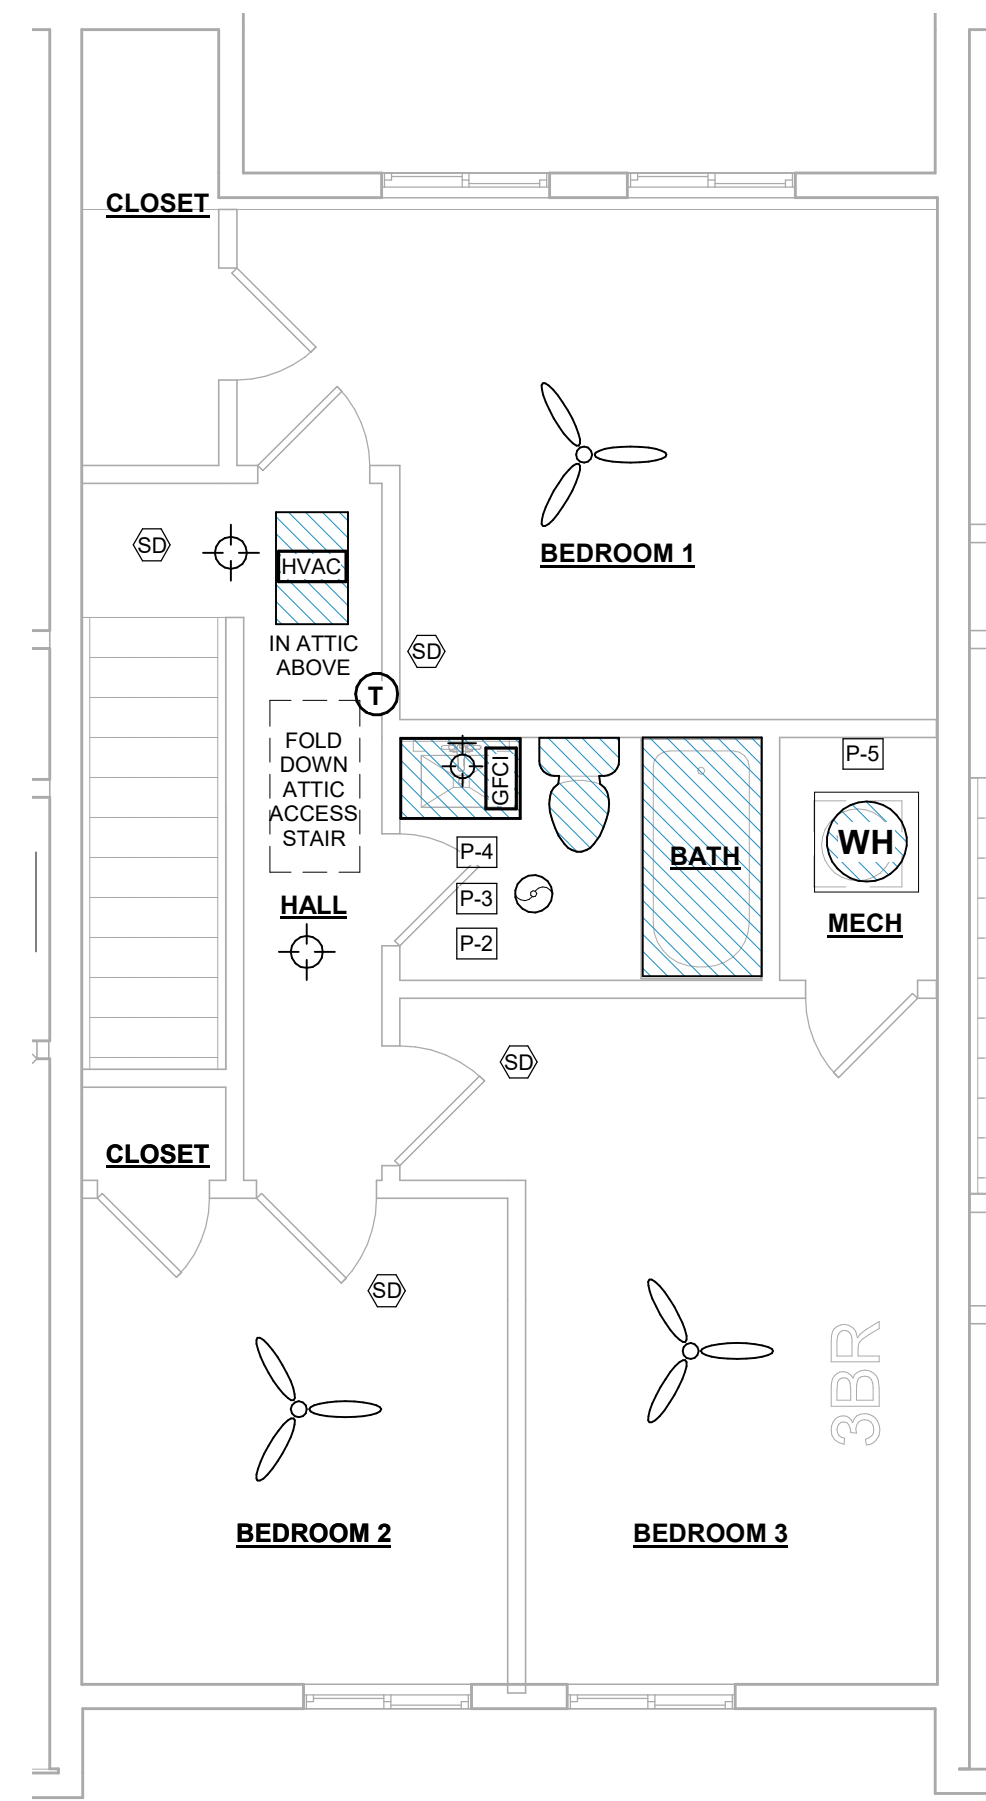 CLOSET
BEDROOM 1
SD
HVAC
IN ATTIC
ABOVE
SD
T
FOLD
DOWN
ATTIC
ACCESS
STAIR
HALL
GFCI
P-4
P-3
P-2
BATH
P-5
WH
MECH
SD
CLOSET
SD
3BR
BEDROOM 2
BEDROOM 3